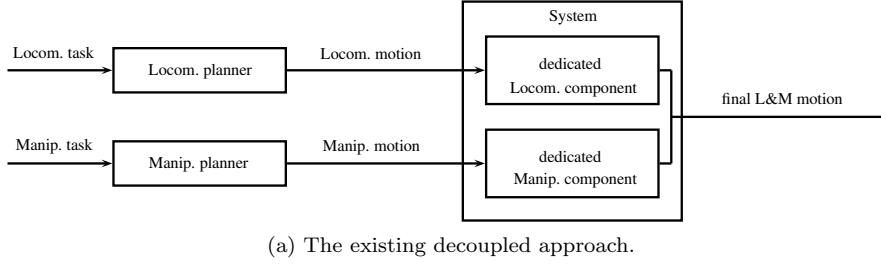 System
Locom. task
Locom. planner
Locom. motion
dedicated
Locom. component
final L&M motion
Manip. task
Manip. planner
Manip. motion
dedicated
Manip. component
(a) The existing decoupled approach.